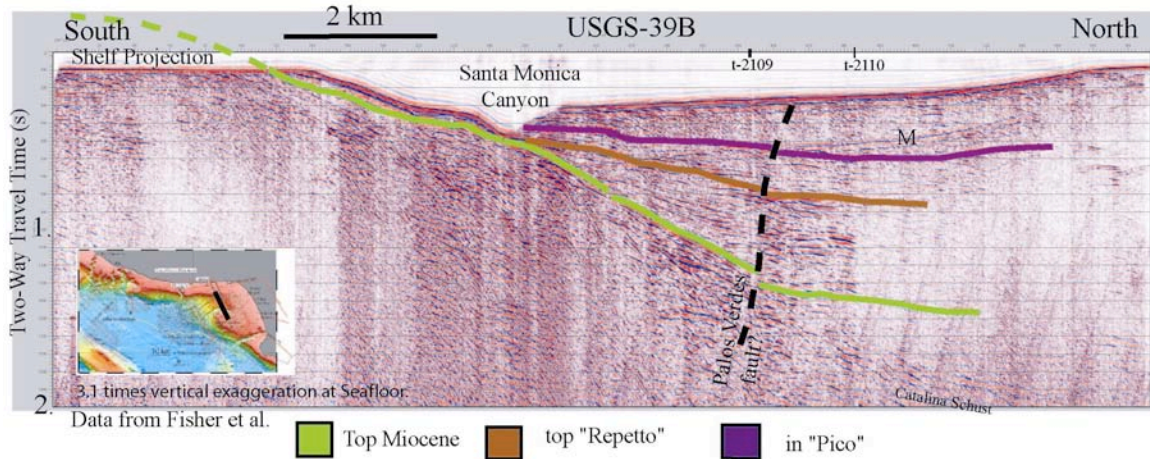 South
2 km
USGS-39B
North
Shelf Projection
Santa Monica
Canyon
t-2109
t-2110
M
Two-Way Travel Time (s)
1.
2.
Palos Verdes
fault?
Catalina Schist
3.1 times vertical exaggeration at Seafloor.
Data from Fisher et al.
Top Miocene
top "Repetto"
in "Pico"